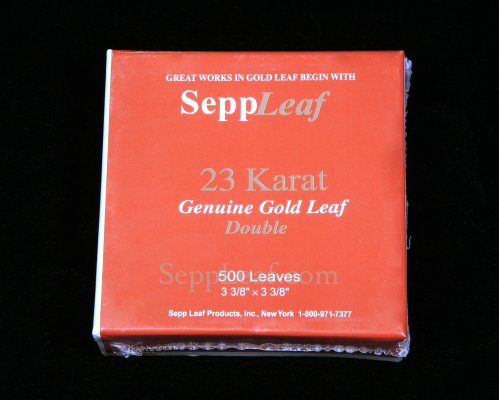 GREAT WORKS IN GOLD LEAF BEGIN WITH
SeppLeaf
23 Karat
Genuine Gold Leaf
Double
SeppLeaf.com
500 Leaves
3 3/8" × 3 3/8"
Sepp Leaf Products, Inc., New York 1-800-971-7377